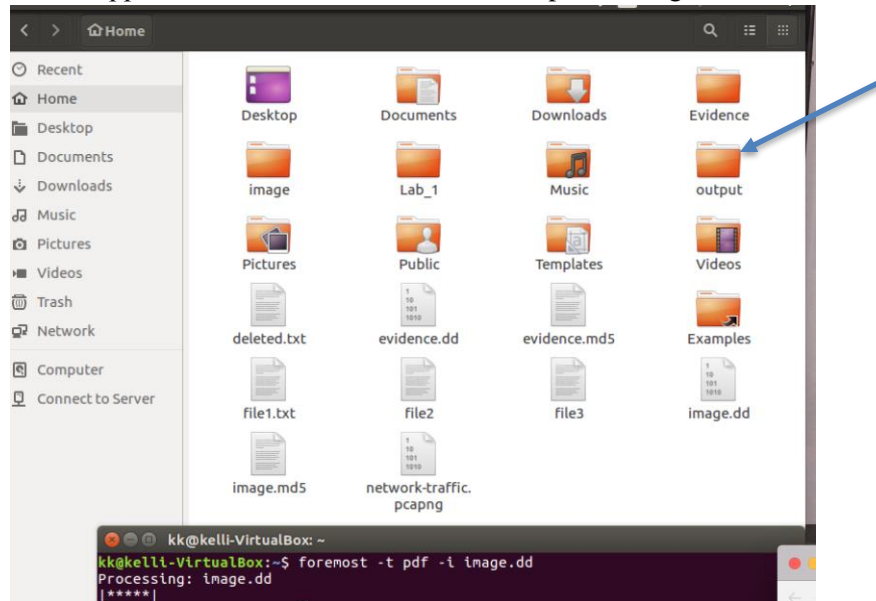 Home
Recent
Home
Desktop
Documents
Downloads
Music
Pictures
Videos
Trash
Network
Computer
Connect to Server
Desktop Documents Downloads Evidence
image Lab_1 Music output
Pictures Public Templates Videos
deleted.txt evidence.dd evidence.md5 Examples
file1.txt file2 file3 image.dd
image.md5 network-traffic.
pcapng
kk@kelli-VirtualBox: ~
kk@kelli-VirtualBox:~$ foremost -t pdf -i image.dd
Processing: image.dd
|*****|